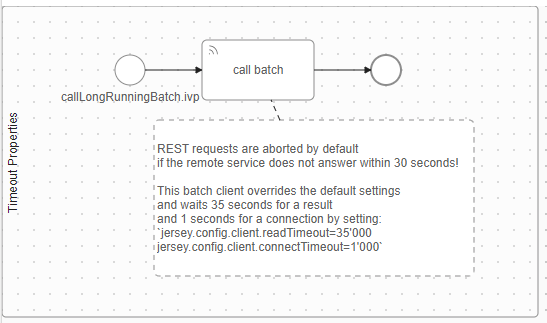 call batch
callLongRunningBatch.ivp
Timeout Properties
REST requests are aborted by default
if the remote service does not answer within 30 seconds!
This batch client overrides the default settings
and waits 35 seconds for a result
and 1 seconds for a connection by setting:
`jersey.config.client.readTimeout=35'000
jersey.config.client.connectTimeout=1'000`